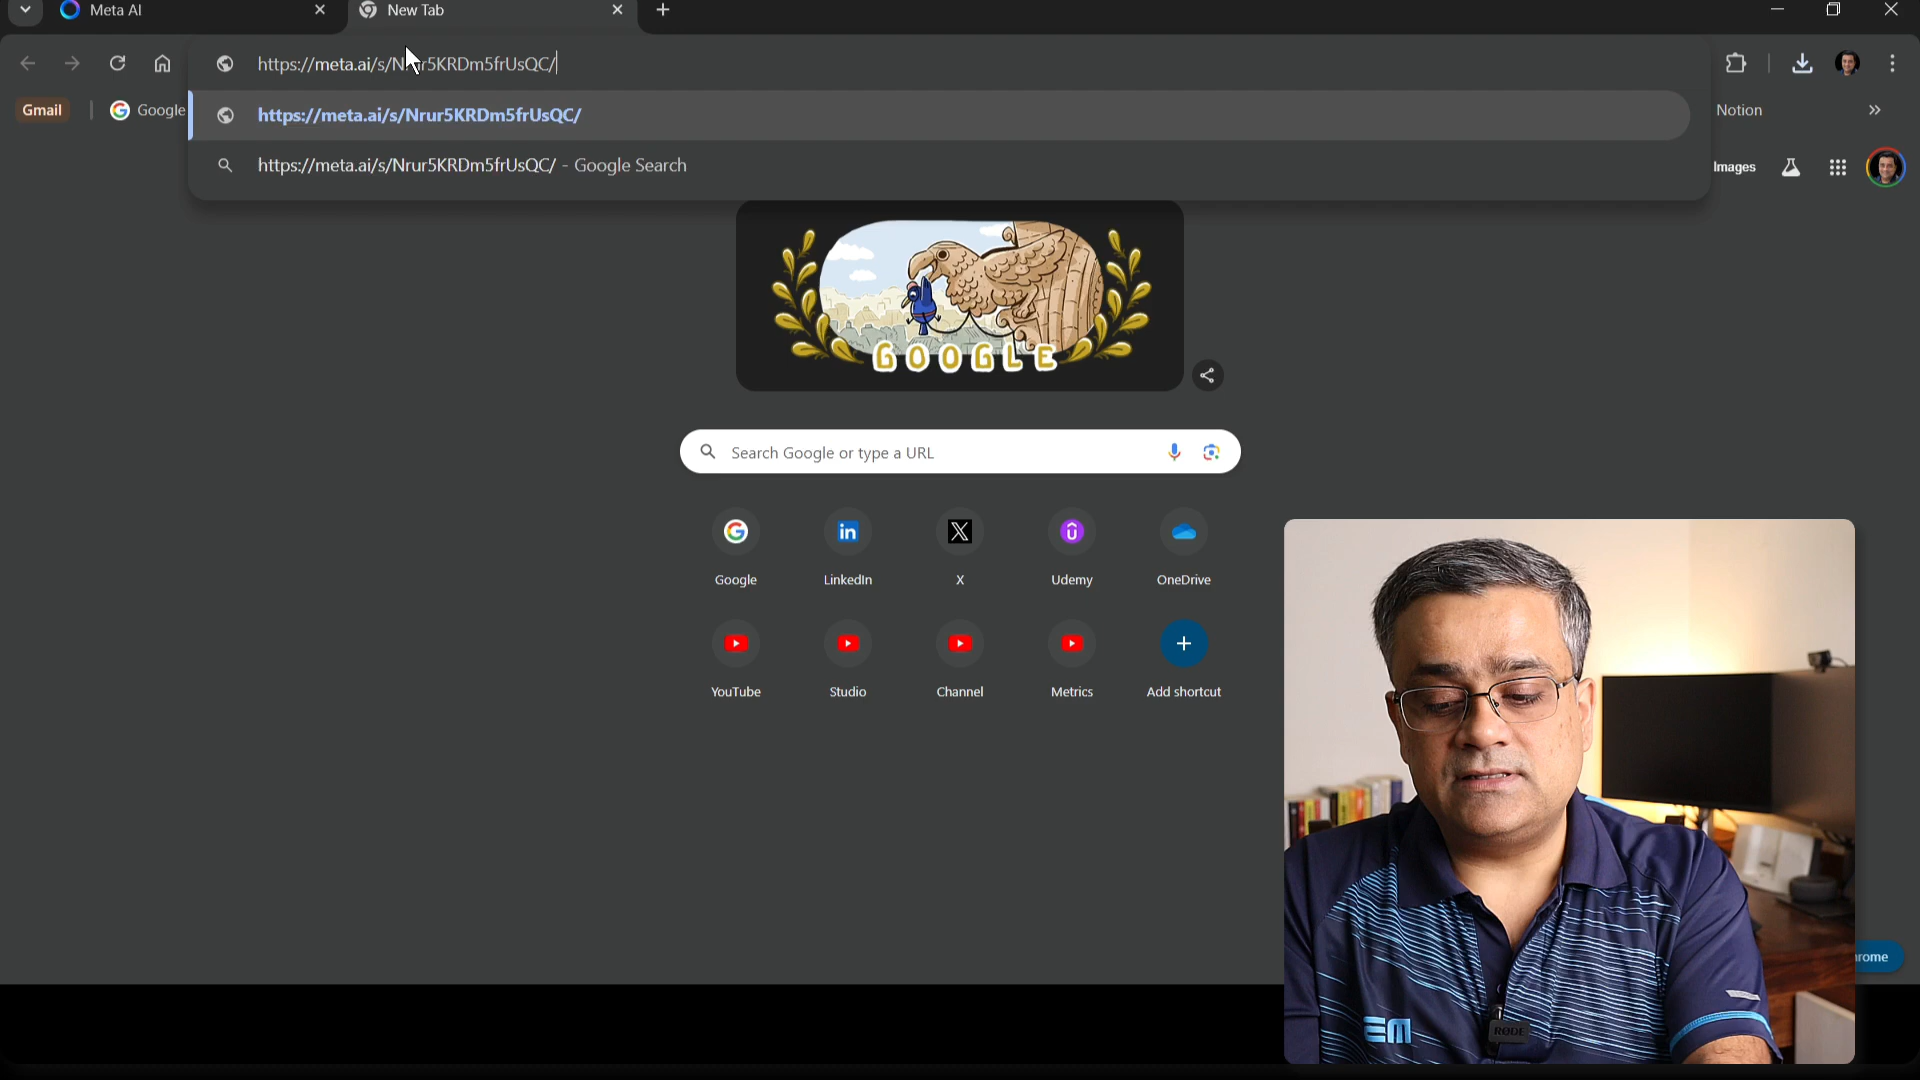 Meta AI
New Tab
https://meta.ai/s/Nrur5KRDm5frUsQC/
Gmail
Google
https://meta.ai/s/Nrur5KRDm5frUsQC/
Notion
https://meta.ai/s/Nrur5KRDm5frUsQC/ - Google Search
Images
GOOGLE
Search Google or type a URL
Google
LinkedIn
X
Udemy
OneDrive
YouTube
Studio
Channel
Metrics
Add shortcut
hrome
EM
RØDE